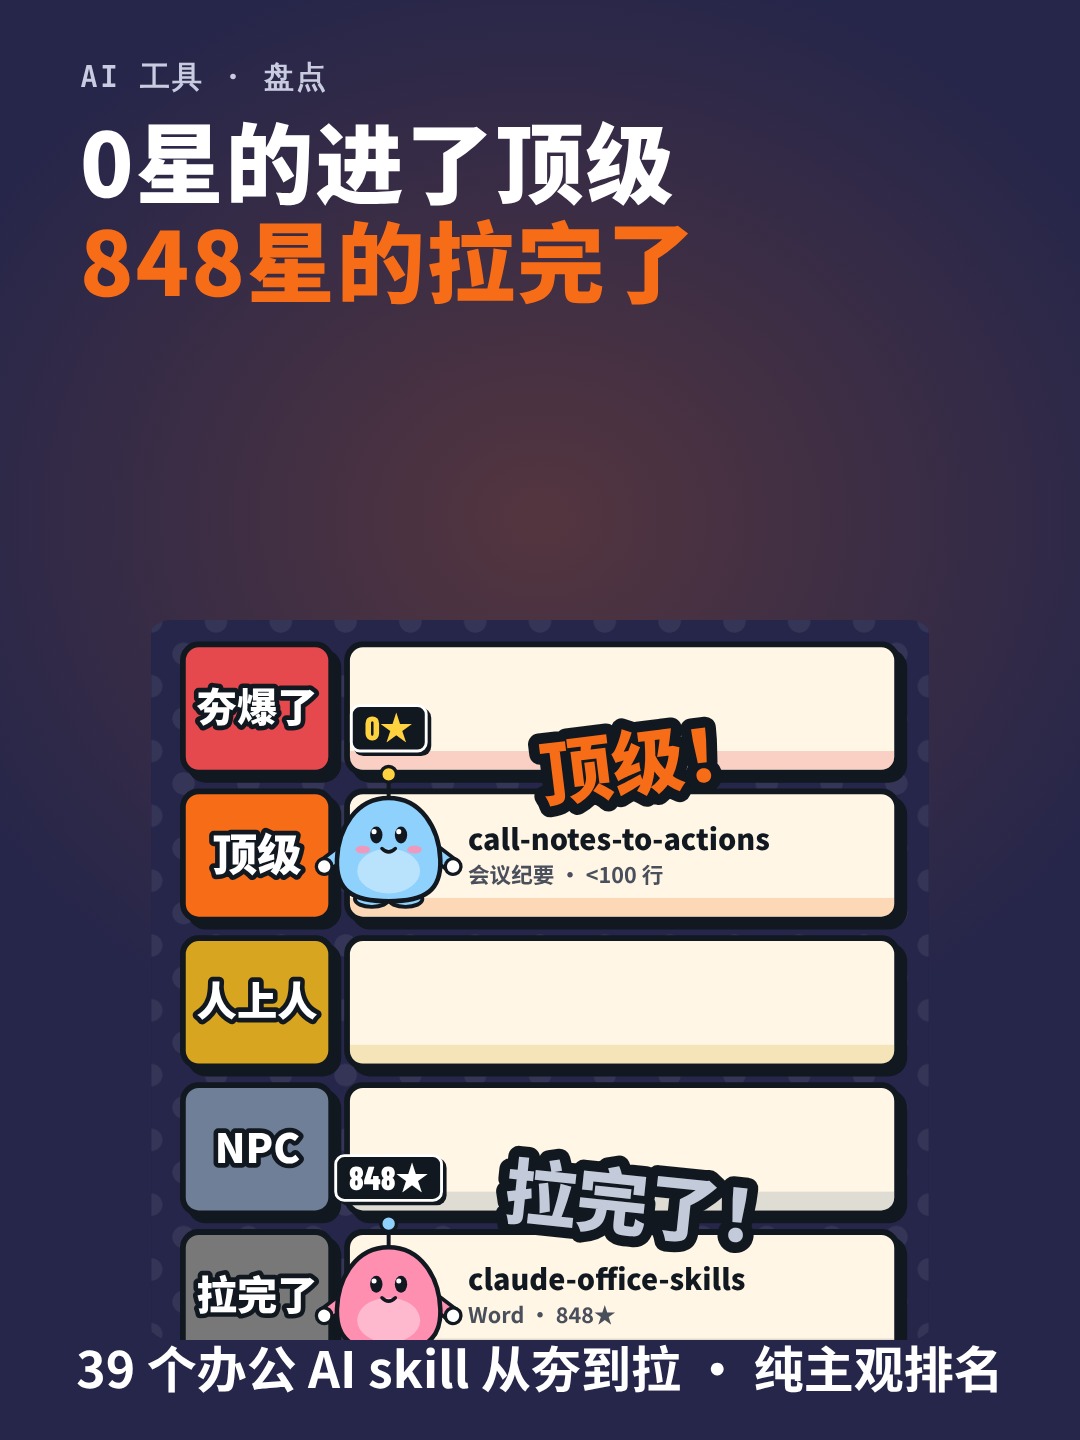 AI 工具 · 盘点
0星的进了顶级
848星的拉完了
夯爆了
0★
顶级!
顶级
call-notes-to-actions
会议纪要 · <100 行
人上人
NPC
848★
拉完了!
拉完了
claude-office-skills
Word · 848★
39 个办公 AI skill 从夯到拉 · 纯主观排名